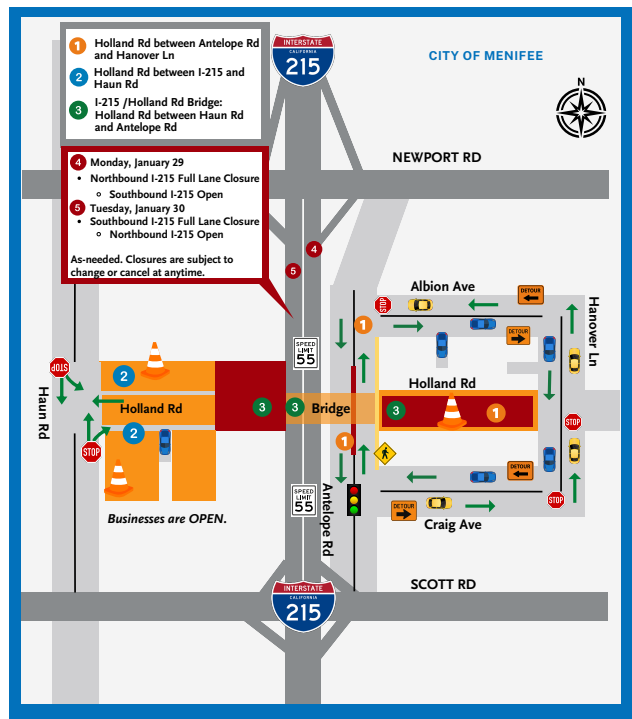 1 Holland Rd between Antelope Rd
and Hanover Ln
2 Holland Rd between I-215 and
Haun Rd
3 I-215 /Holland Rd Bridge:
Holland Rd between Haun Rd
and Antelope Rd
INTERSTATE
CALIFORNIA
215
CITY OF MENIFEE
N
4 Monday, January 29
• Northbound I-215 Full Lane Closure
Southbound I-215 Open
5 Tuesday, January 30
• Southbound I-215 Full Lane Closure
Northbound I-215 Open
As-needed. Closures are subject to
change or cancel at anytime.
NEWPORT RD
4
5
Albion Ave
DETOUR
STOP
1
DETOUR
Hanover Ln
SPEED
LIMIT
55
STOP
2
Holland Rd
Haun Rd
Holland Rd
3
3
Bridge
3
1
STOP
2
1
STOP
DETOUR
SPEED
LIMIT
55
Antelope Rd
STOP
DETOUR
Craig Ave
Businesses are OPEN.
SCOTT RD
INTERSTATE
CALIFORNIA
215